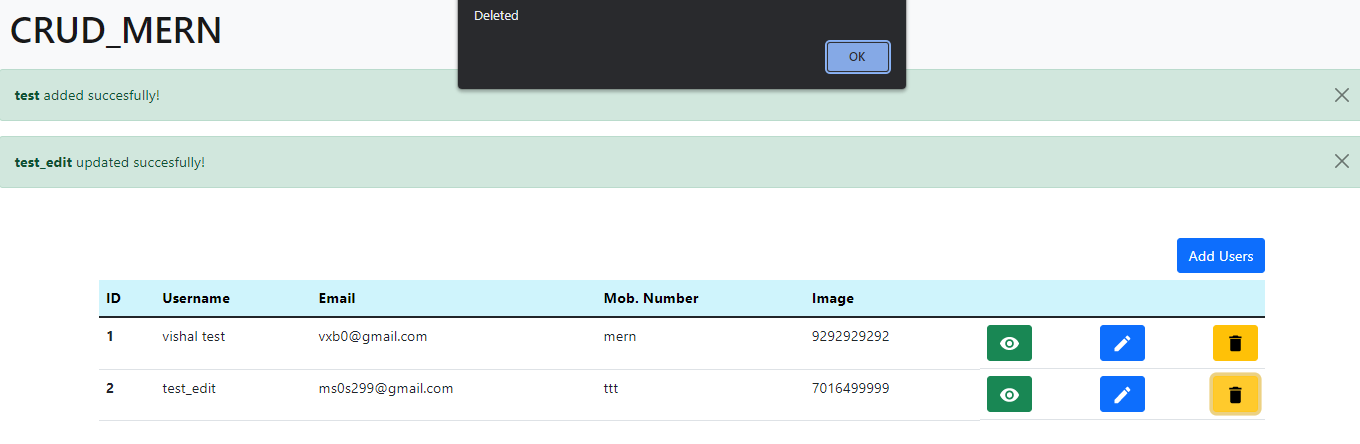 Deleted
CRUD_MERN
OK
test added succesfully!
test_edit updated succesfully!
Add Users
ID Username Email Mob. Number Image
1 vishal test vxb0@gmail.com mern 9292929292
2 test_edit ms0s299@gmail.com ttt 7016499999